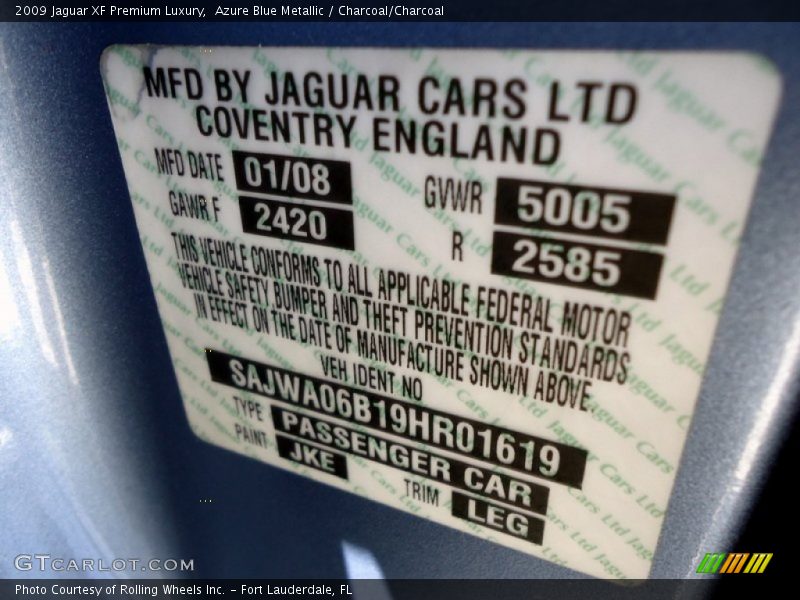 2009 Jaguar XF Premium Luxury,  Azure Blue Metallic / Charcoal/Charcoal
MFD BY JAGUAR CARS LTD
COVENTRY ENGLAND
MFD DATE 01/08 GVWR 5005
GAWR F 2420 R 2585
THIS VEHICLE CONFORMS TO ALL APPLICABLE FEDERAL MOTOR
VEHICLE SAFETY BUMPER AND THEFT PREVENTION STANDARDS
IN EFFECT ON THE DATE OF MANUFACTURE SHOWN ABOVE
VEH IDENT NO
SAJWA06B19HR01619
TYPE PASSENGER CAR
PAINT JKE TRIM LEG
GTCARLOT.COM
Photo Courtesy of Rolling Wheels Inc. – Fort Lauderdale, FL